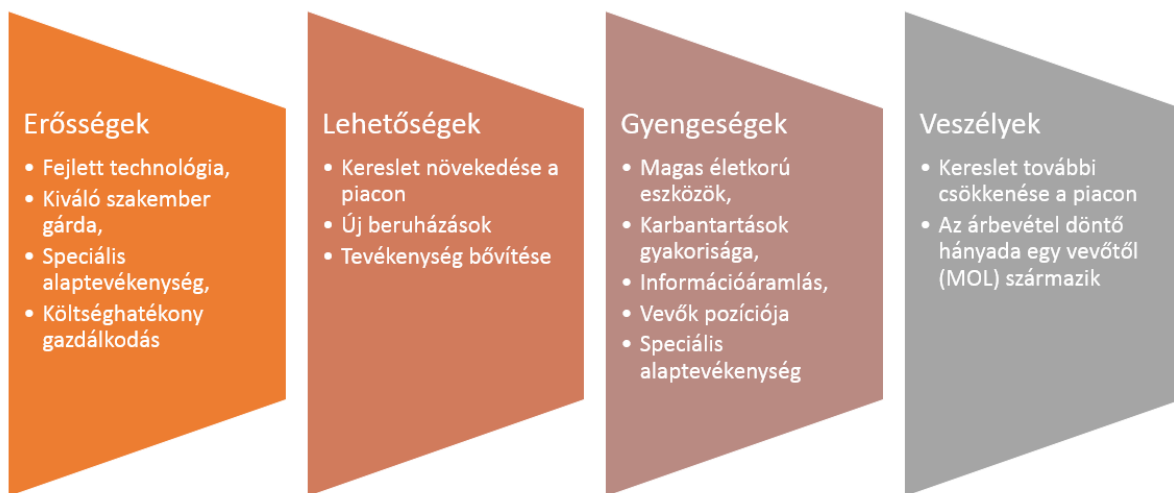 Erősségek
• Fejlett technológia,
• Kiváló szakember
gárda,
• Speciális
alaptevékenység,
• Költséghatékony
gazdálkodás
Lehetőségek
• Kereslet növekedése a
piacon
• Új beruházások
• Tevékenység bővítése
Gyengeségek
• Magas életkorú
eszközök,
• Karbantartások
gyakorisága,
• Információáramlás,
• Vevők pozíciója
• Speciális
alaptevékenység
Veszélyek
• Kereslet további
csökkenése a piacon
• Az árbevétel döntő
hányada egy vevőtől
(MOL) származik